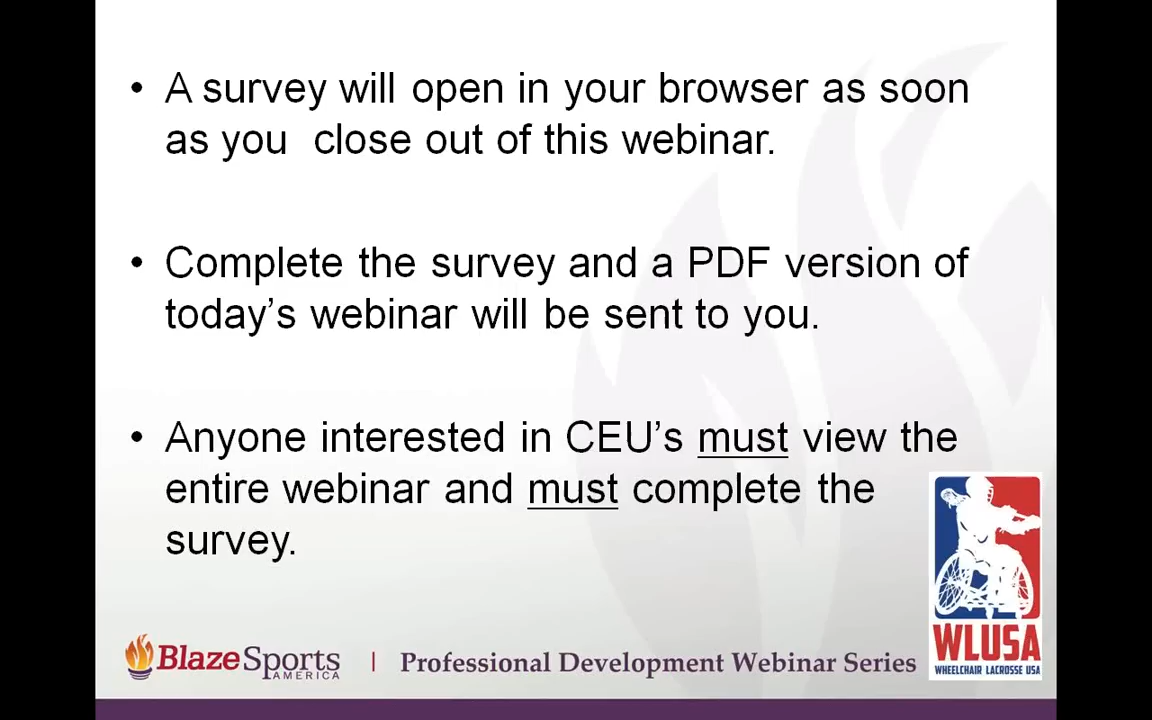 • A survey will open in your browser as soon
as you  close out of this webinar.
• Complete the survey and a PDF version of
today's webinar will be sent to you.
• Anyone interested in CEU's must view the
entire webinar and must complete the
survey.
BlazeSports
AMERICA
| Professional Development Webinar Series
WLUSA
WHEELCHAIR LACROSSE USA